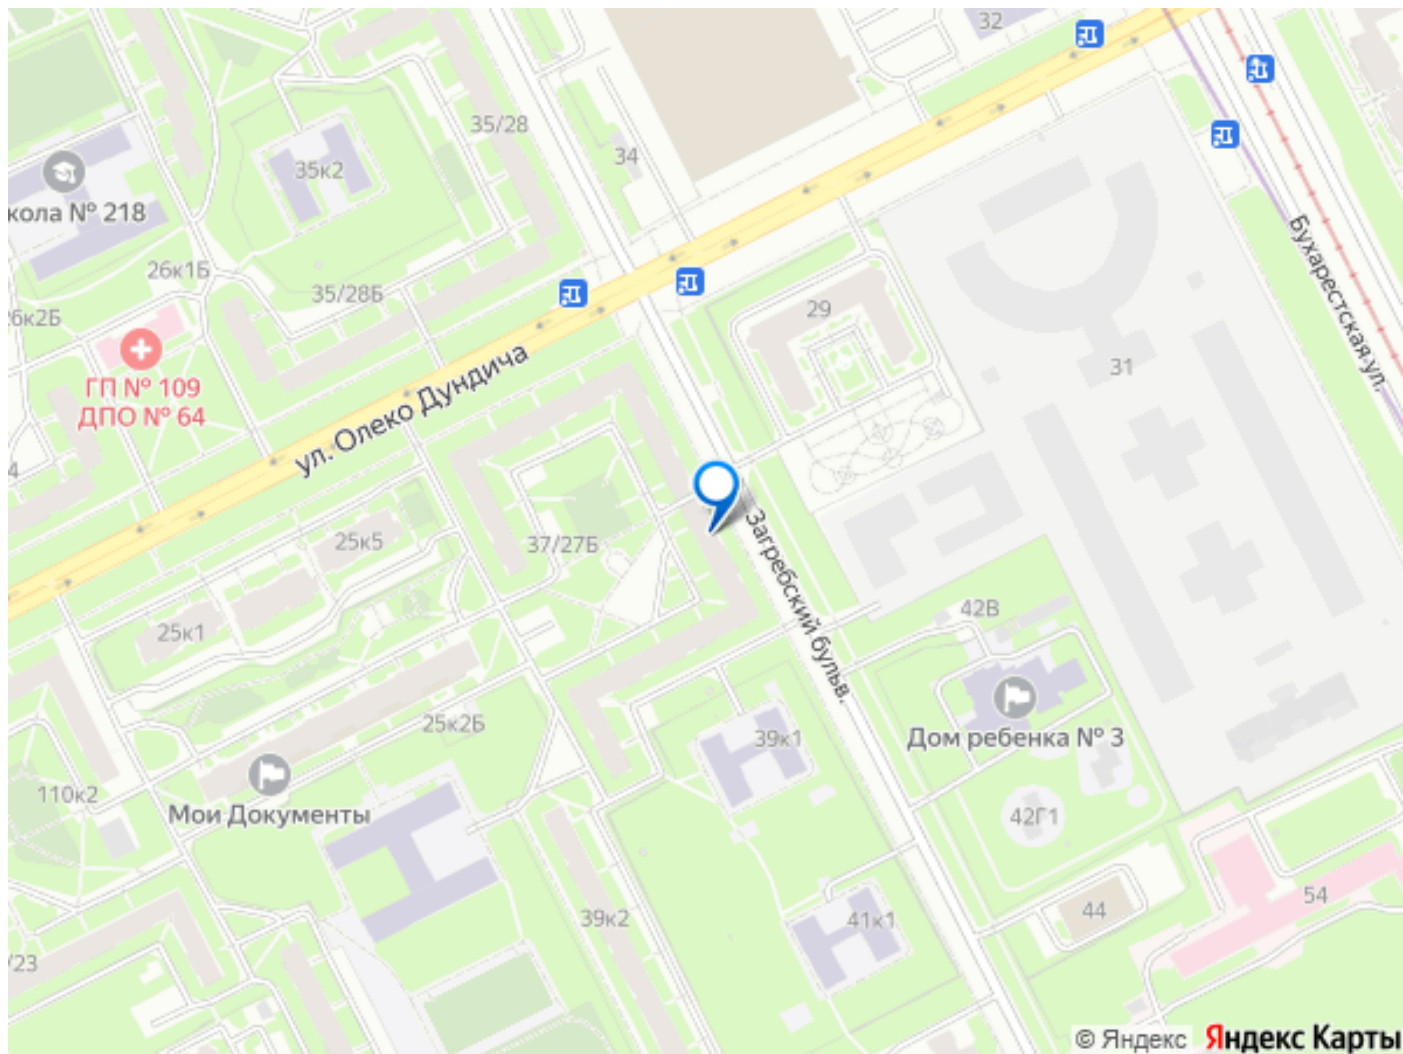 32
35/28
34
35к2
кола № 218
26к1Б
35/28Б
6к2Б
29
ГП № 109
ДПО № 64
31
Бухарестская ул.
ул. Олеко Дундича
4
25к5
37/27Б
Загребский бульв.
25к1
42В
25к2Б
39к1
Дом ребенка № 3
110к2
Мои Документы
42Г1
39к2
41к1
44
54
/23
© Яндекс Яндекс Карты